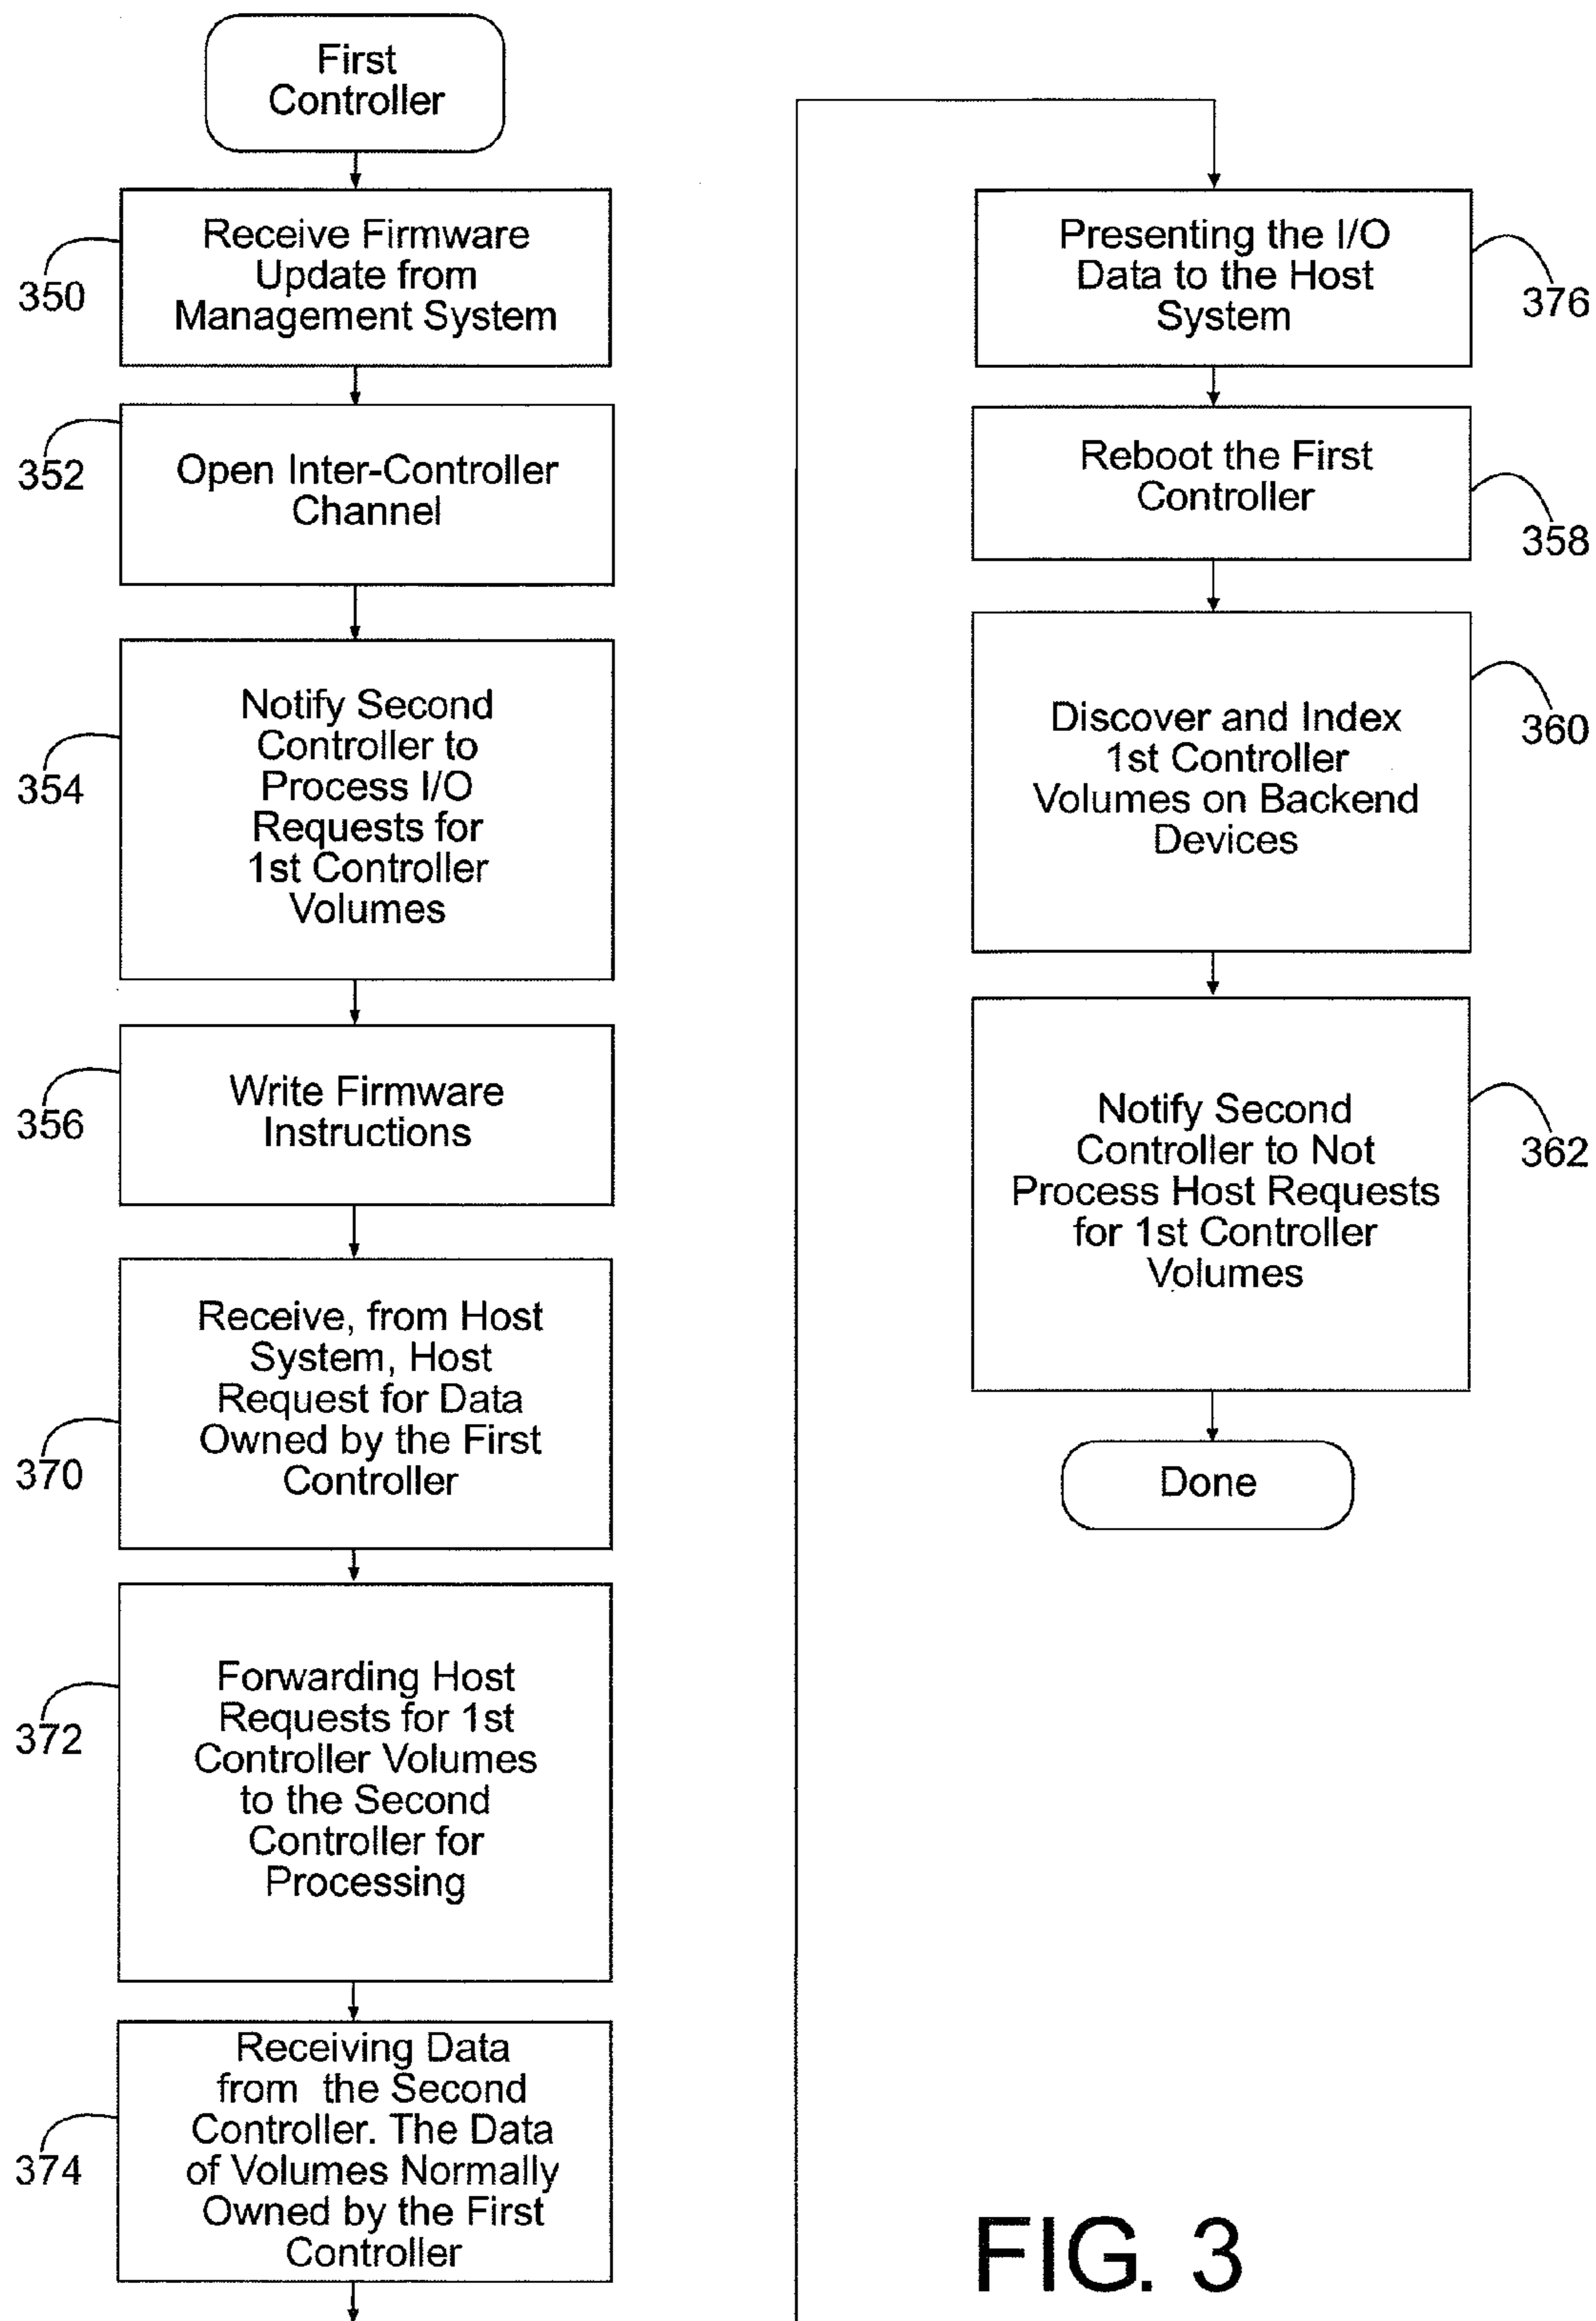 First
Controller
350
Receive Firmware
Update from
Management System
352
Open Inter-Controller
Channel
354
Notify Second
Controller to
Process I/O
Requests for
1st Controller
Volumes
356
Write Firmware
Instructions
370
Receive, from Host
System, Host
Request for Data
Owned by the First
Controller
372
Forwarding Host
Requests for 1st
Controller Volumes
to the Second
Controller for
Processing
374
Receiving Data
from the Second
Controller. The Data
of Volumes Normally
Owned by the First
Controller
Presenting the I/O
Data to the Host
System
376
Reboot the First
Controller
358
Discover and Index
1st Controller
Volumes on Backend
Devices
360
Notify Second
Controller to Not
Process Host Requests
for 1st Controller
Volumes
362
Done
FIG. 3